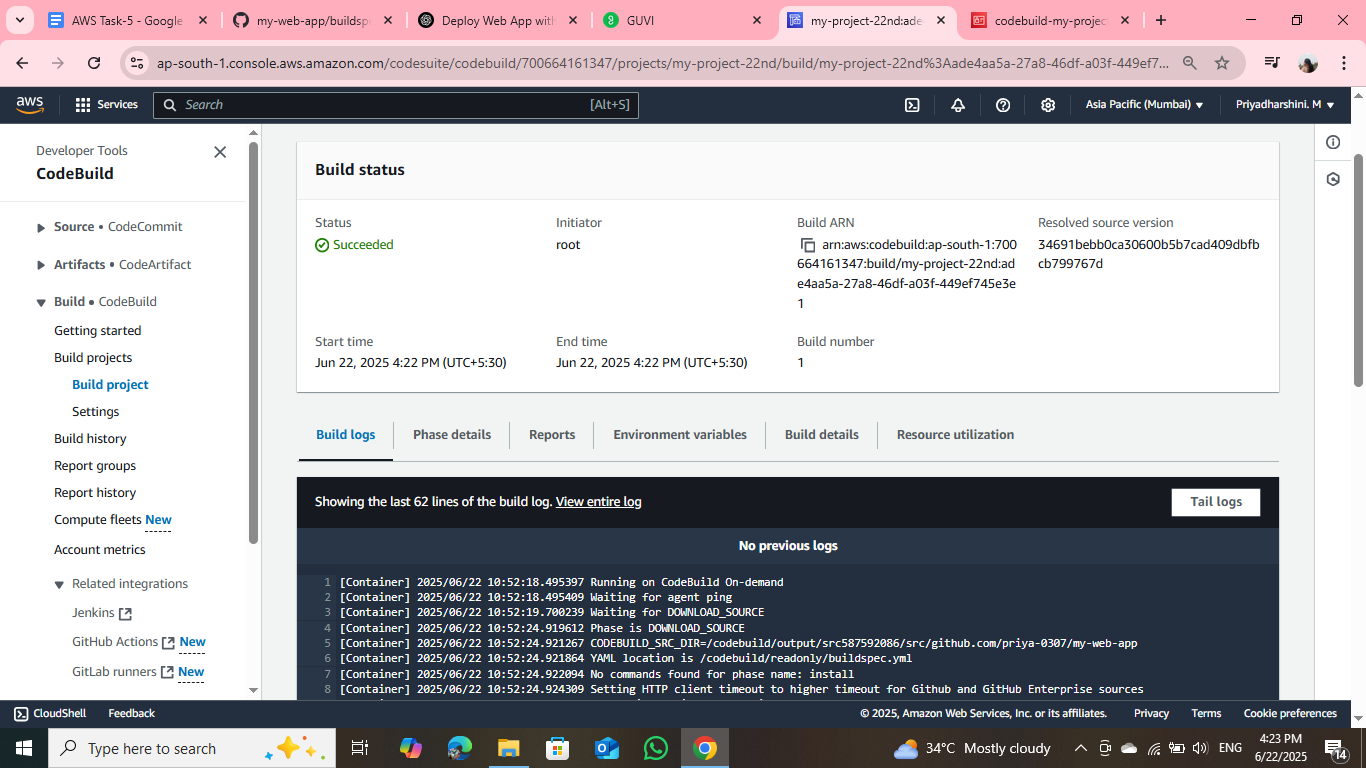 AWS Task-5 - Google
my-web-app/buildsp
Deploy Web App with
GUVI
my-project-22nd:ade
codebuild-my-projec
ap-south-1.console.aws.amazon.com/codesuite/codebuild/700664161347/projects/my-project-22nd/build/my-project-22nd%3Aade4aa5a-27a8-46df-a03f-449ef7...
aws
Services
Search
[Alt+S]
Asia Pacific (Mumbai)
Priyadharshini. M
Developer Tools
CodeBuild
Source • CodeCommit
Artifacts • CodeArtifact
Build • CodeBuild
Getting started
Build projects
Build project
Settings
Build history
Report groups
Report history
Compute fleets New
Account metrics
Related integrations
Jenkins
GitHub Actions New
GitLab runners New
Build status
Status
Succeeded
Initiator
root
Build ARN
arn:aws:codebuild:ap-south-1:700
664161347:build/my-project-22nd:ad
e4aa5a-27a8-46df-a03f-449ef745e3e
1
Resolved source version
34691bebb0ca30600b5b7cad409dbfb
cb799767d
Start time
Jun 22, 2025 4:22 PM (UTC+5:30)
End time
Jun 22, 2025 4:22 PM (UTC+5:30)
Build number
1
Build logs
Phase details
Reports
Environment variables
Build details
Resource utilization
Showing the last 62 lines of the build log. View entire log
Tail logs
No previous logs
1 [Container] 2025/06/22 10:52:18.495397 Running on CodeBuild On-demand
2 [Container] 2025/06/22 10:52:18.495409 Waiting for agent ping
3 [Container] 2025/06/22 10:52:19.700239 Waiting for DOWNLOAD_SOURCE
4 [Container] 2025/06/22 10:52:24.919612 Phase is DOWNLOAD_SOURCE
5 [Container] 2025/06/22 10:52:24.921267 CODEBUILD_SRC_DIR=/codebuild/output/src587592086/src/github.com/priya-0307/my-web-app
6 [Container] 2025/06/22 10:52:24.921864 YAML location is /codebuild/readonly/buildspec.yml
7 [Container] 2025/06/22 10:52:24.922094 No commands found for phase name: install
8 [Container] 2025/06/22 10:52:24.924309 Setting HTTP client timeout to higher timeout for Github and GitHub Enterprise sources
CloudShell
Feedback
© 2025, Amazon Web Services, Inc. or its affiliates.
Privacy
Terms
Cookie preferences
Type here to search
34°C Mostly cloudy
ENG
4:23 PM
6/22/2025
14